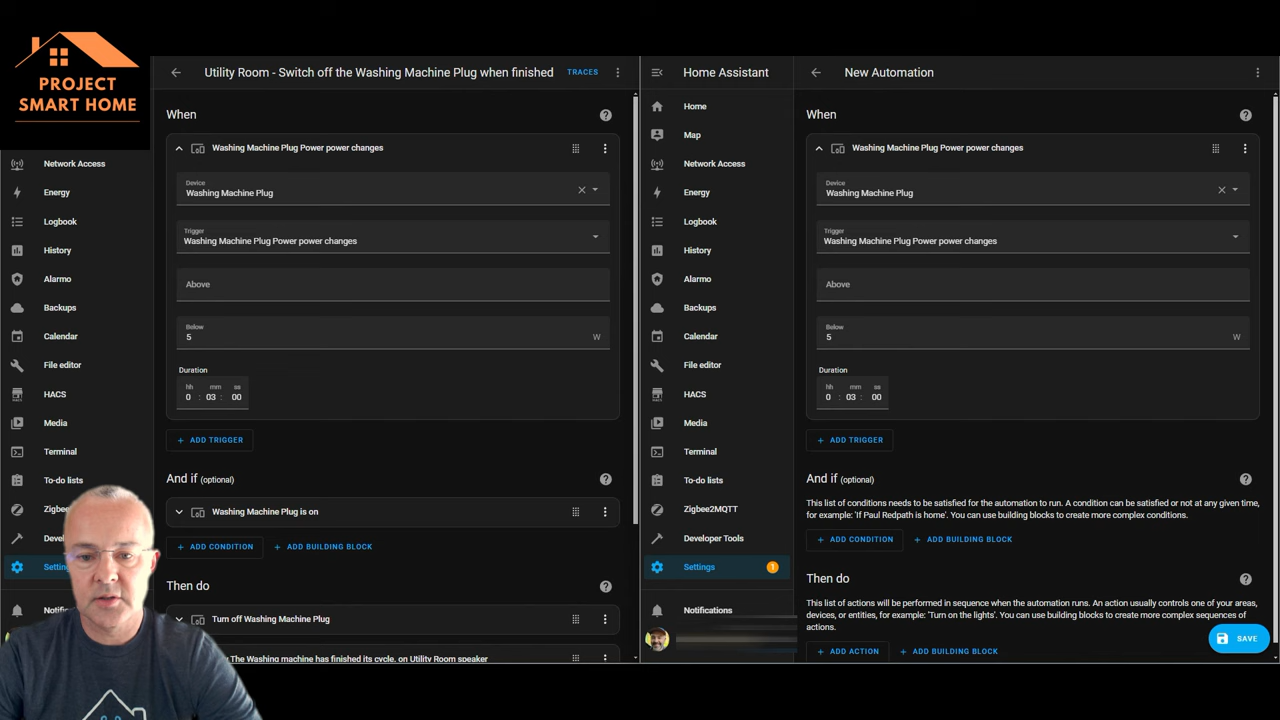 PROJECT
SMART HOME
Utility Room - Switch off the Washing Machine Plug when finished
TRACES
When
Washing Machine Plug Power power changes
Device
Washing Machine Plug
Trigger
Washing Machine Plug Power power changes
Above
Below
5
W
Duration
hh mm ss
0 : 03 : 00
+ ADD TRIGGER
And if (optional)
Washing Machine Plug is on
+ ADD CONDITION
+ ADD BUILDING BLOCK
Then do
Turn off Washing Machine Plug
The Washing machine has finished its cycle. on Utility Room speaker
Network Access
Energy
Logbook
History
Alarmo
Backups
Calendar
File editor
HACS
Media
Terminal
To-do lists
Home Assistant
Home
Map
Network Access
Energy
Logbook
History
Alarmo
Backups
Calendar
File editor
HACS
Media
Terminal
To-do lists
Zigbee2MQTT
Developer Tools
Settings
1
Notifications
New Automation
When
Washing Machine Plug Power power changes
Device
Washing Machine Plug
Trigger
Washing Machine Plug Power power changes
Above
Below
5
W
Duration
hh mm ss
0 : 03 : 00
+ ADD TRIGGER
And if (optional)
This list of conditions needs to be satisfied for the automation to run. A condition can be satisfied or not at any given time,
for example: 'If Paul Redpath is home'. You can use building blocks to create more complex conditions.
+ ADD CONDITION
+ ADD BUILDING BLOCK
Then do
This list of actions will be performed in sequence when the automation runs. An action usually controls one of your areas,
devices, or entities, for example: 'Turn on the lights'. You can use building blocks to create more complex sequences of
actions.
+ ADD ACTION
+ ADD BUILDING BLOCK
SAVE